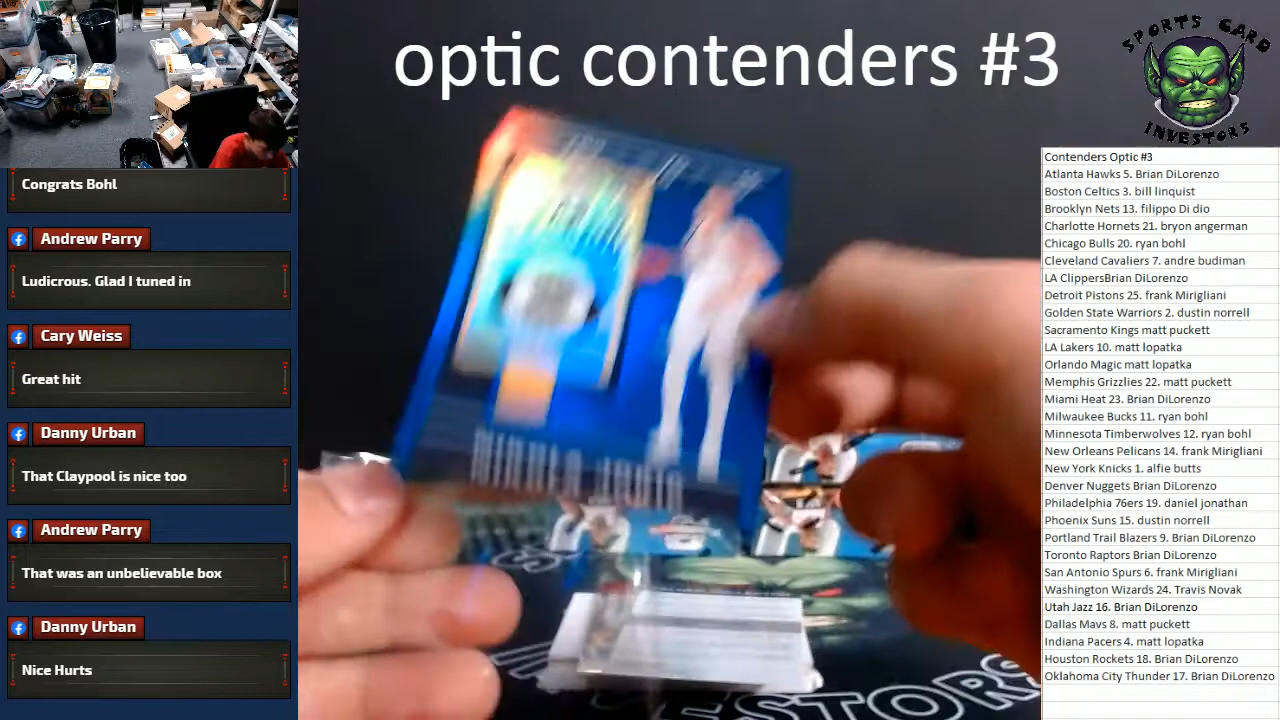 optic contenders #3
SPORTS CARD
INVESTORS
Congrats Bohl
Andrew Parry
Ludicrous. Glad I tuned in
Cary Weiss
Great hit
Danny Urban
That Claypool is nice too
Andrew Parry
That was an unbelievable box
Danny Urban
Nice Hurts
Contenders Optic #3
Atlanta Hawks 5. Brian DiLorenzo
Boston Celtics 3. bill linquist
Brooklyn Nets 13. filippo Di dio
Charlotte Hornets 21. bryon angerman
Chicago Bulls 20. ryan bohl
Cleveland Cavaliers 7. andre budiman
LA ClippersBrian DiLorenzo
Detroit Pistons 25. frank Mirigliani
Golden State Warriors 2. dustin norrell
Sacramento Kings matt puckett
LA Lakers 10. matt lopatka
Orlando Magic matt lopatka
Memphis Grizzlies 22. matt puckett
Miami Heat 23. Brian DiLorenzo
Milwaukee Bucks 11. ryan bohl
Minnesota Timberwolves 12. ryan bohl
New Orleans Pelicans 14. frank Mirigliani
New York Knicks 1. alfie butts
Denver Nuggets Brian DiLorenzo
Philadelphia 76ers 19. daniel jonathan
Phoenix Suns 15. dustin norrell
Portland Trail Blazers 9. Brian DiLorenzo
Toronto Raptors Brian DiLorenzo
San Antonio Spurs 6. frank Mirigliani
Washington Wizards 24. Travis Novak
Utah Jazz 16. Brian DiLorenzo
Dallas Mavs 8. matt puckett
Indiana Pacers 4. matt lopatka
Houston Rockets 18. Brian DiLorenzo
Oklahoma City Thunder 17. Brian DiLorenzo